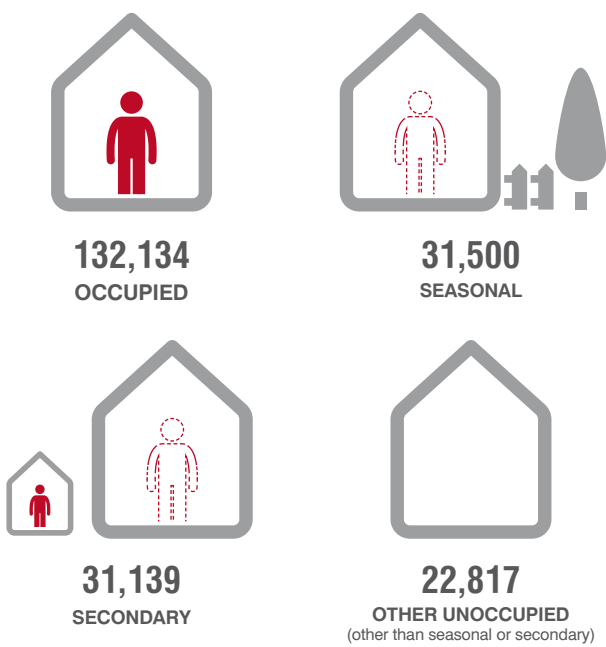 132,134
OCCUPIED
31,500
SEASONAL
31,139
SECONDARY
22,817
OTHER UNOCCUPIED
(other than seasonal or secondary)